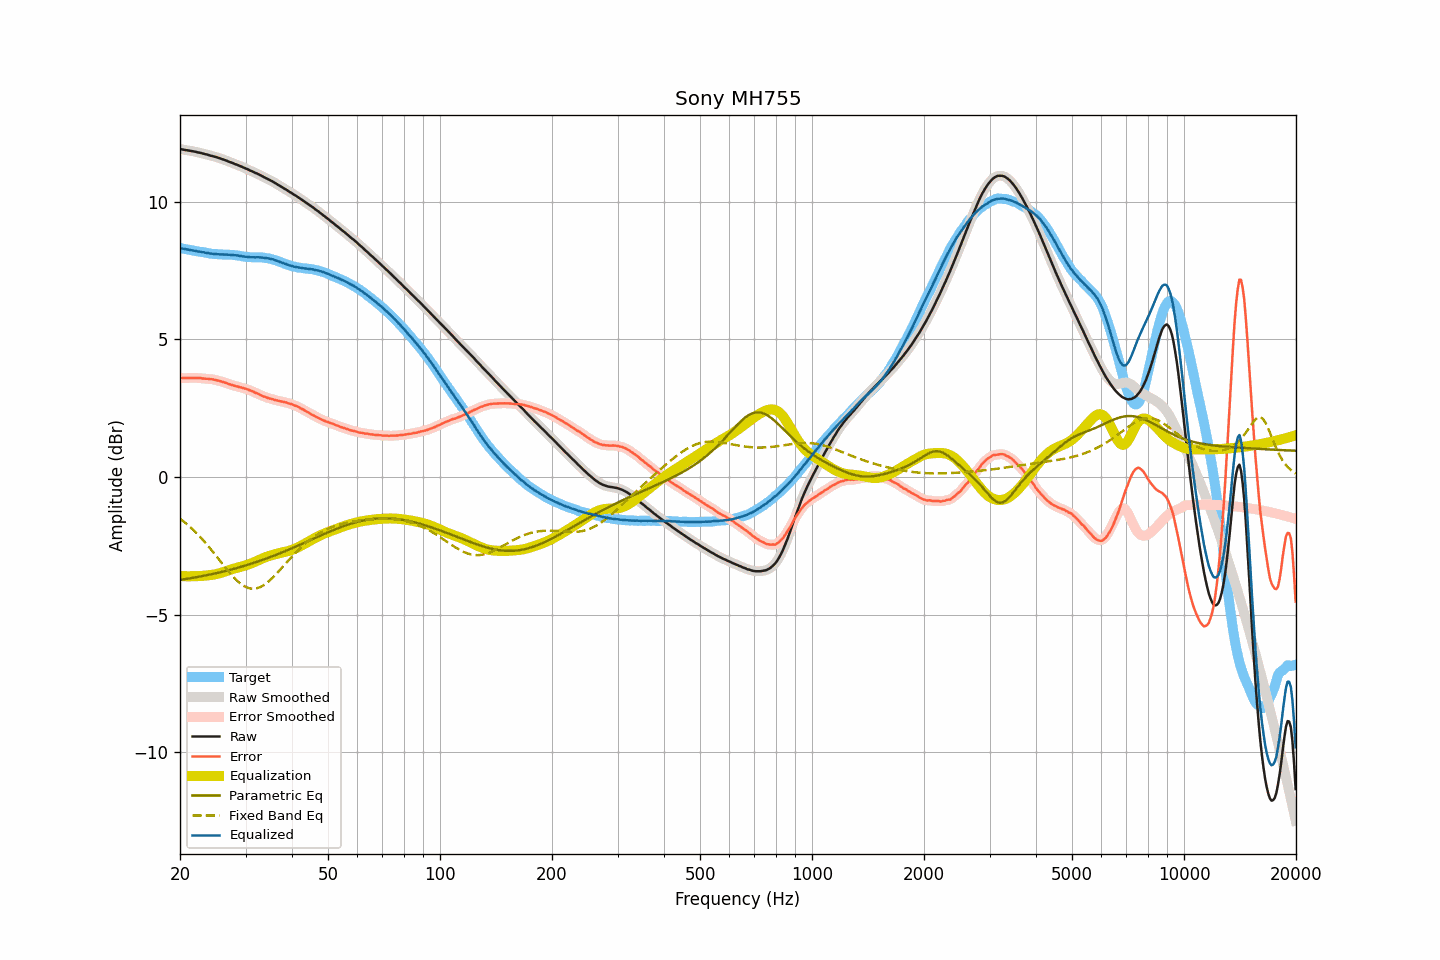 Sony MH755
Amplitude (dBr)
10
5
0
−5
−10
Target
Raw Smoothed
Error Smoothed
Raw
Error
Equalization
Parametric Eq
Fixed Band Eq
Equalized
20 50 100 200 500 1000 2000 5000 10000 20000
Frequency (Hz)